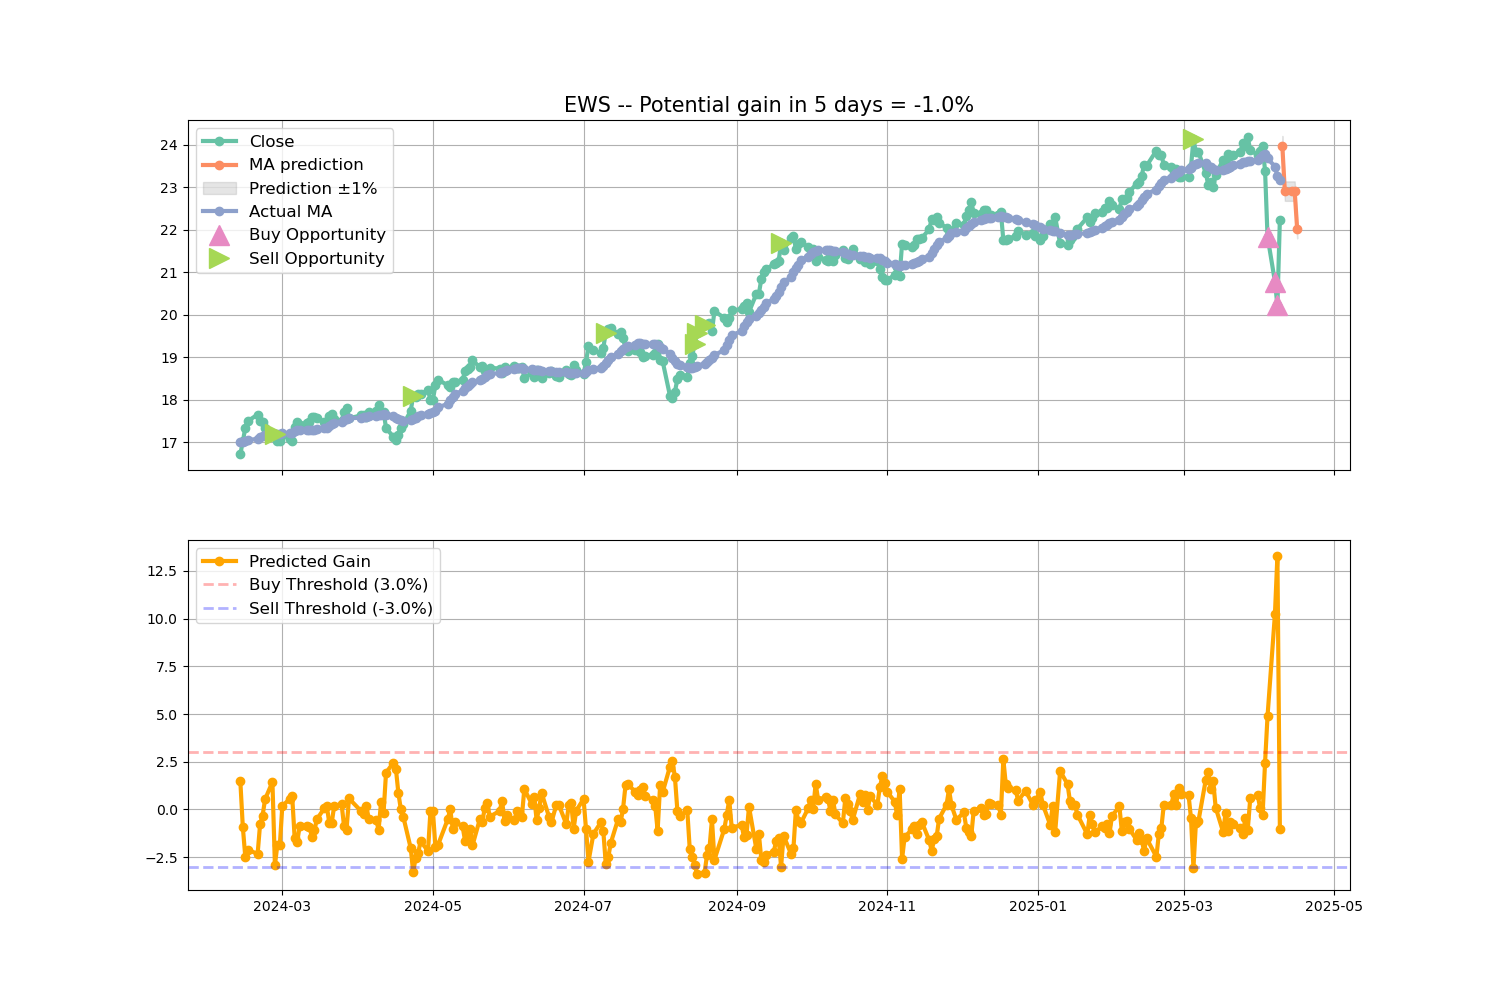 EWS -- Potential gain in 5 days = -1.0%
24
23
22
21
20
19
18
17
Close
MA prediction
Prediction ±1%
Actual MA
Buy Opportunity
Sell Opportunity
12.5
10.0
7.5
5.0
2.5
0.0
−2.5
Predicted Gain
Buy Threshold (3.0%)
Sell Threshold (-3.0%)
2024-03
2024-05
2024-07
2024-09
2024-11
2025-01
2025-03
2025-05